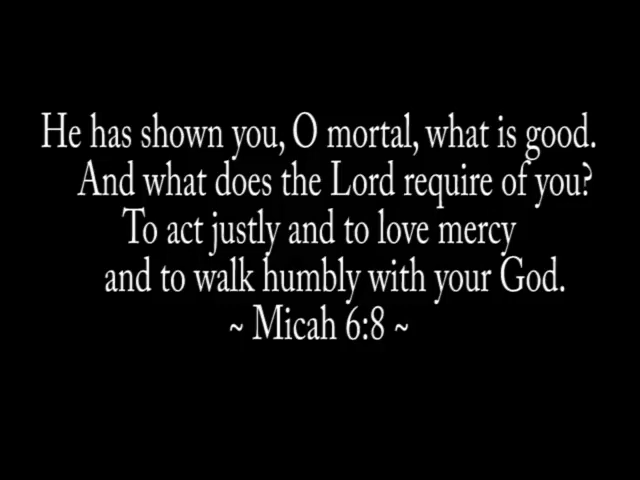 He has shown you, O mortal, what is good.
And what does the Lord require of you?
To act justly and to love mercy
and to walk humbly with your God.
~ Micah 6:8 ~